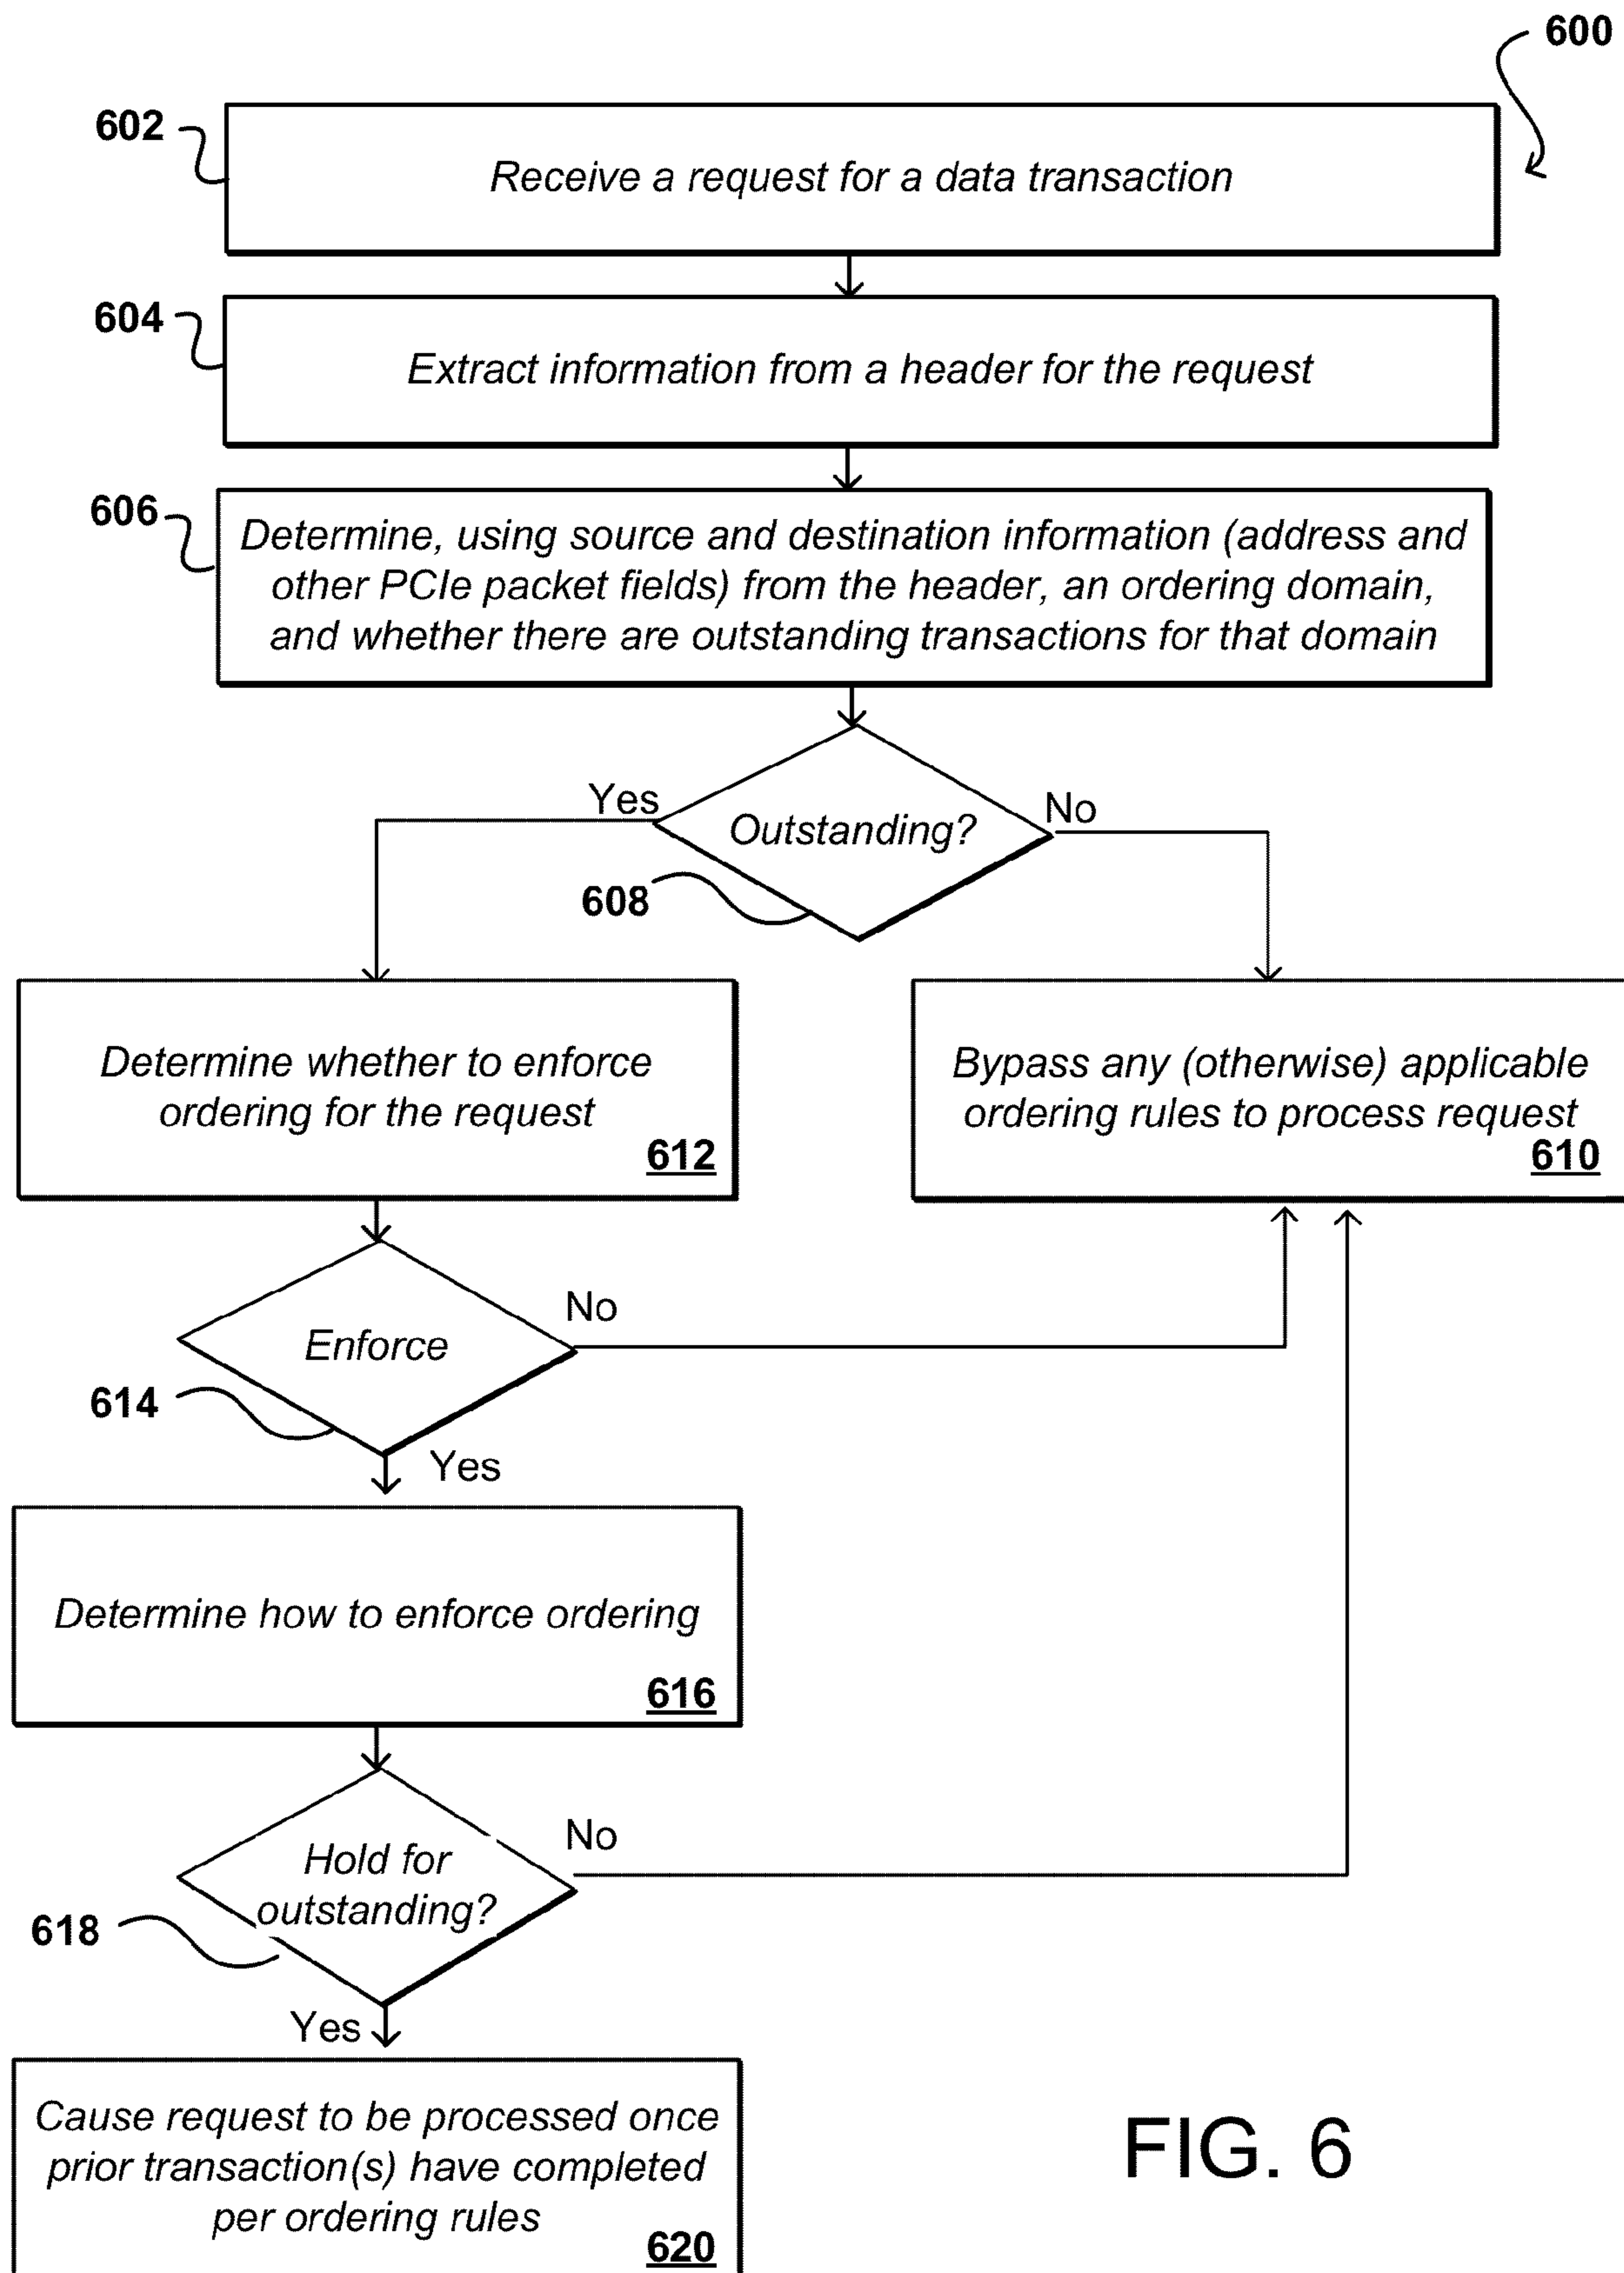 600
602
Receive a request for a data transaction
604
Extract information from a header for the request
606
Determine, using source and destination information (address and
other PCIe packet fields) from the header, an ordering domain,
and whether there are outstanding transactions for that domain
Yes
No
Outstanding?
608
Determine whether to enforce
ordering for the request
612
Bypass any (otherwise) applicable
ordering rules to process request
610
No
Enforce
614
Yes
Determine how to enforce ordering
616
No
Hold for
outstanding?
618
Yes
Cause request to be processed once
prior transaction(s) have completed
per ordering rules
620
FIG. 6